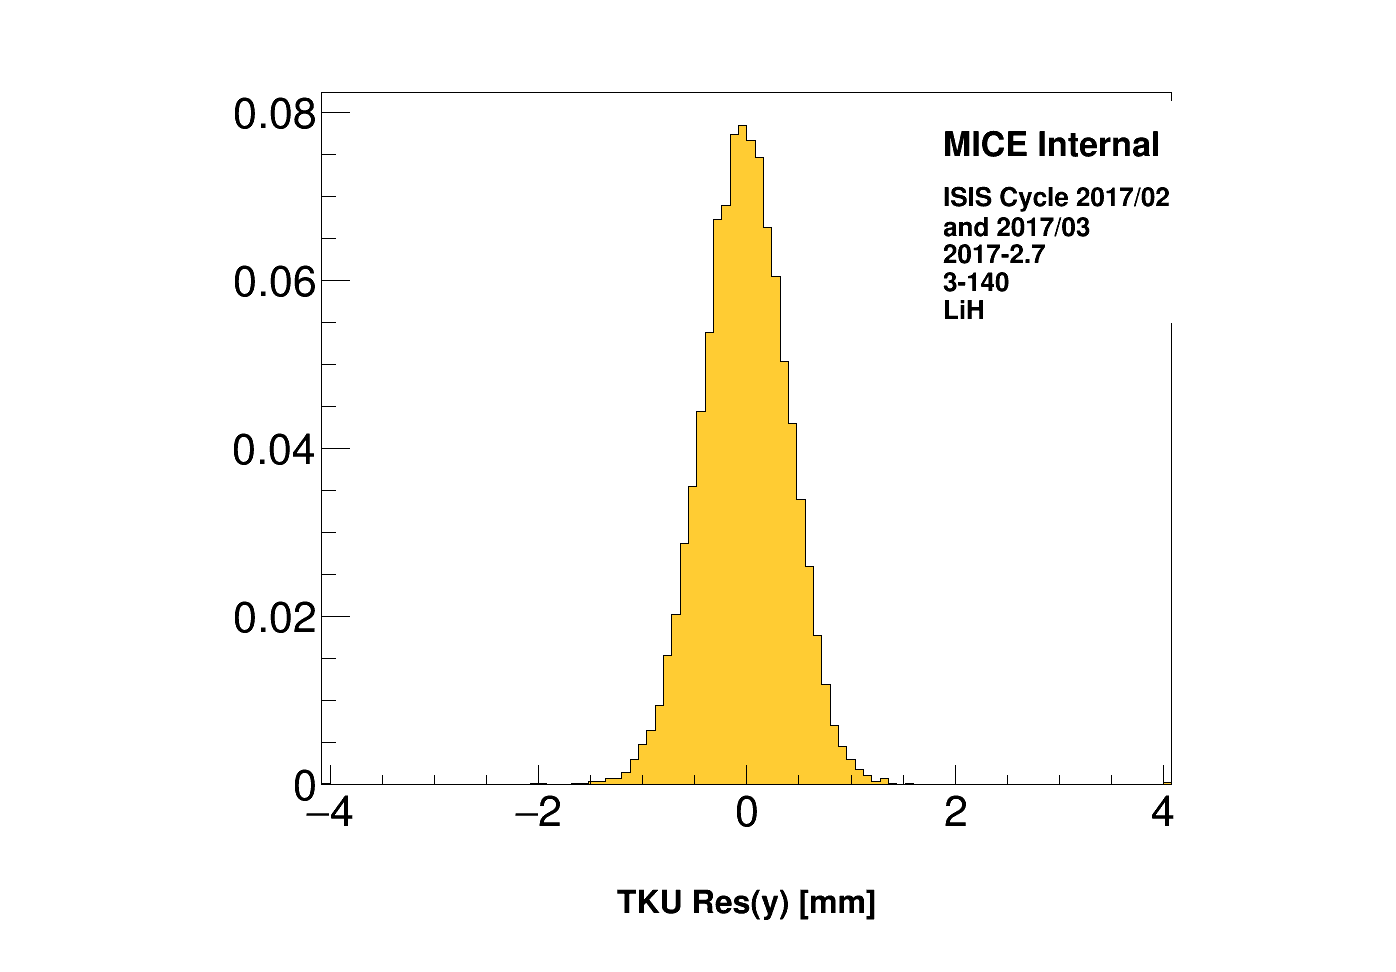 0.08
0.06
0.04
0.02
0
−4
−2
0
2
4
TKU Res(y) [mm]
MICE Internal
ISIS Cycle 2017/02
and 2017/03
2017-2.7
3-140
LiH